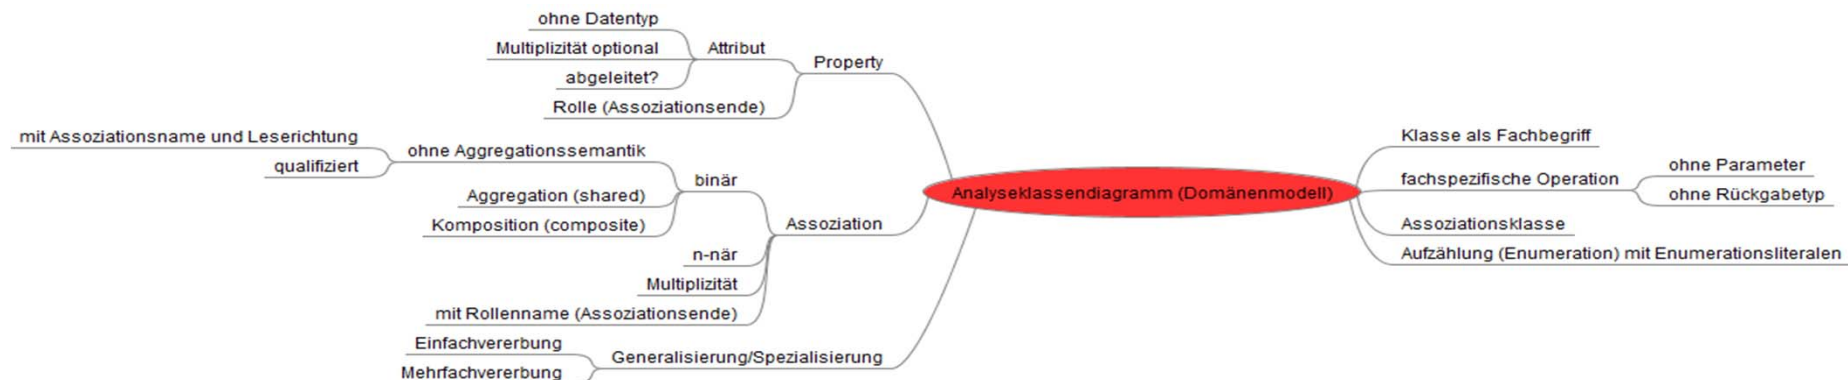 ohne Datentyp
Multiplizität optional
Attribut
abgeleitet?
Property
Rolle (Assoziationsende)
mit Assoziationsname und Leserichtung
qualifiziert
ohne Aggregationssemantik
Aggregation (shared)
Komposition (composite)
binär
n-när
Multiplizität
mit Rollenname (Assoziationsende)
Assoziation
Einfachvererbung
Mehrfachvererbung
Generalisierung/Spezialisierung
Analyseklassendiagramm (Domänenmodell)
Klasse als Fachbegriff
fachspezifische Operation
ohne Parameter
ohne Rückgabetyp
Assoziationsklasse
Aufzählung (Enumeration) mit Enumerationsliteralen